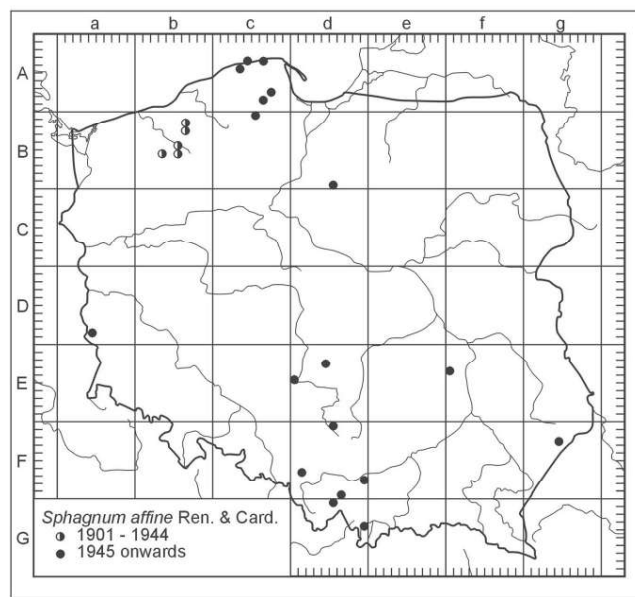 a b c d e f g
A
B
C
D
E
F
G
Sphagnum affine Ren. & Card.
1901 - 1944
1945 onwards